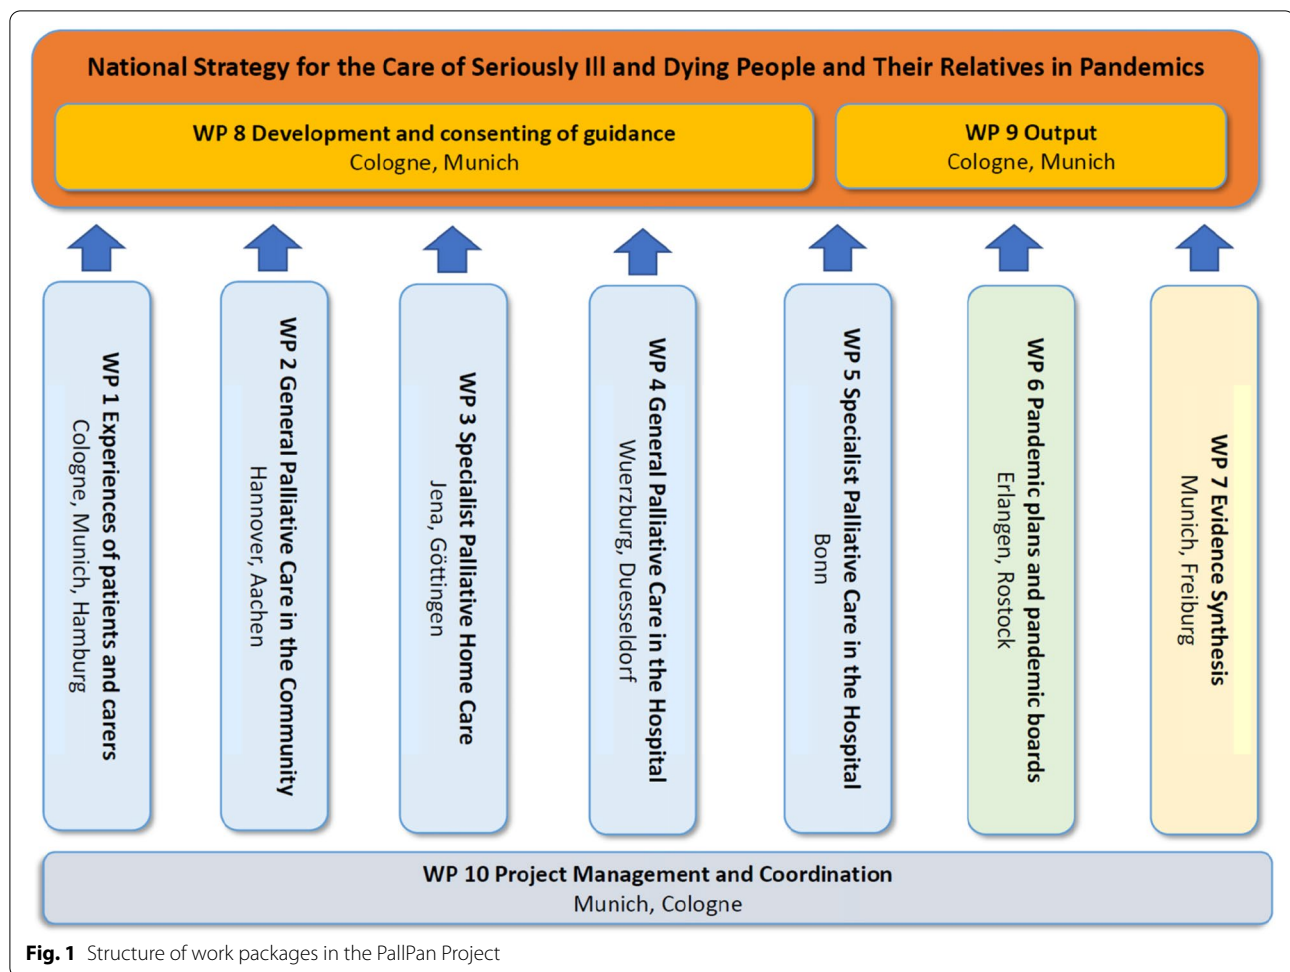 National Strategy for the Care of Seriously Ill and Dying People and Their Relatives in Pandemics
WP 8 Development and consenting of guidance
Cologne, Munich
WP 9 Output
Cologne, Munich
WP 1 Experiences of patients and carers
Cologne, Munich, Hamburg
WP 2 General Palliative Care in the Community
Hannover, Aachen
WP 3 Specialist Palliative Home Care
Jena, Göttingen
WP 4 General Palliative Care in the Hospital
Wuerzburg, Duesseldorf
WP 5 Specialist Palliative Care in the Hospital
Bonn
WP 6 Pandemic plans and pandemic boards
Erlangen, Rostock
WP 7 Evidence Synthesis
Munich, Freiburg
WP 10 Project Management and Coordination
Munich, Cologne
Fig. 1 Structure of work packages in the PallPan Project